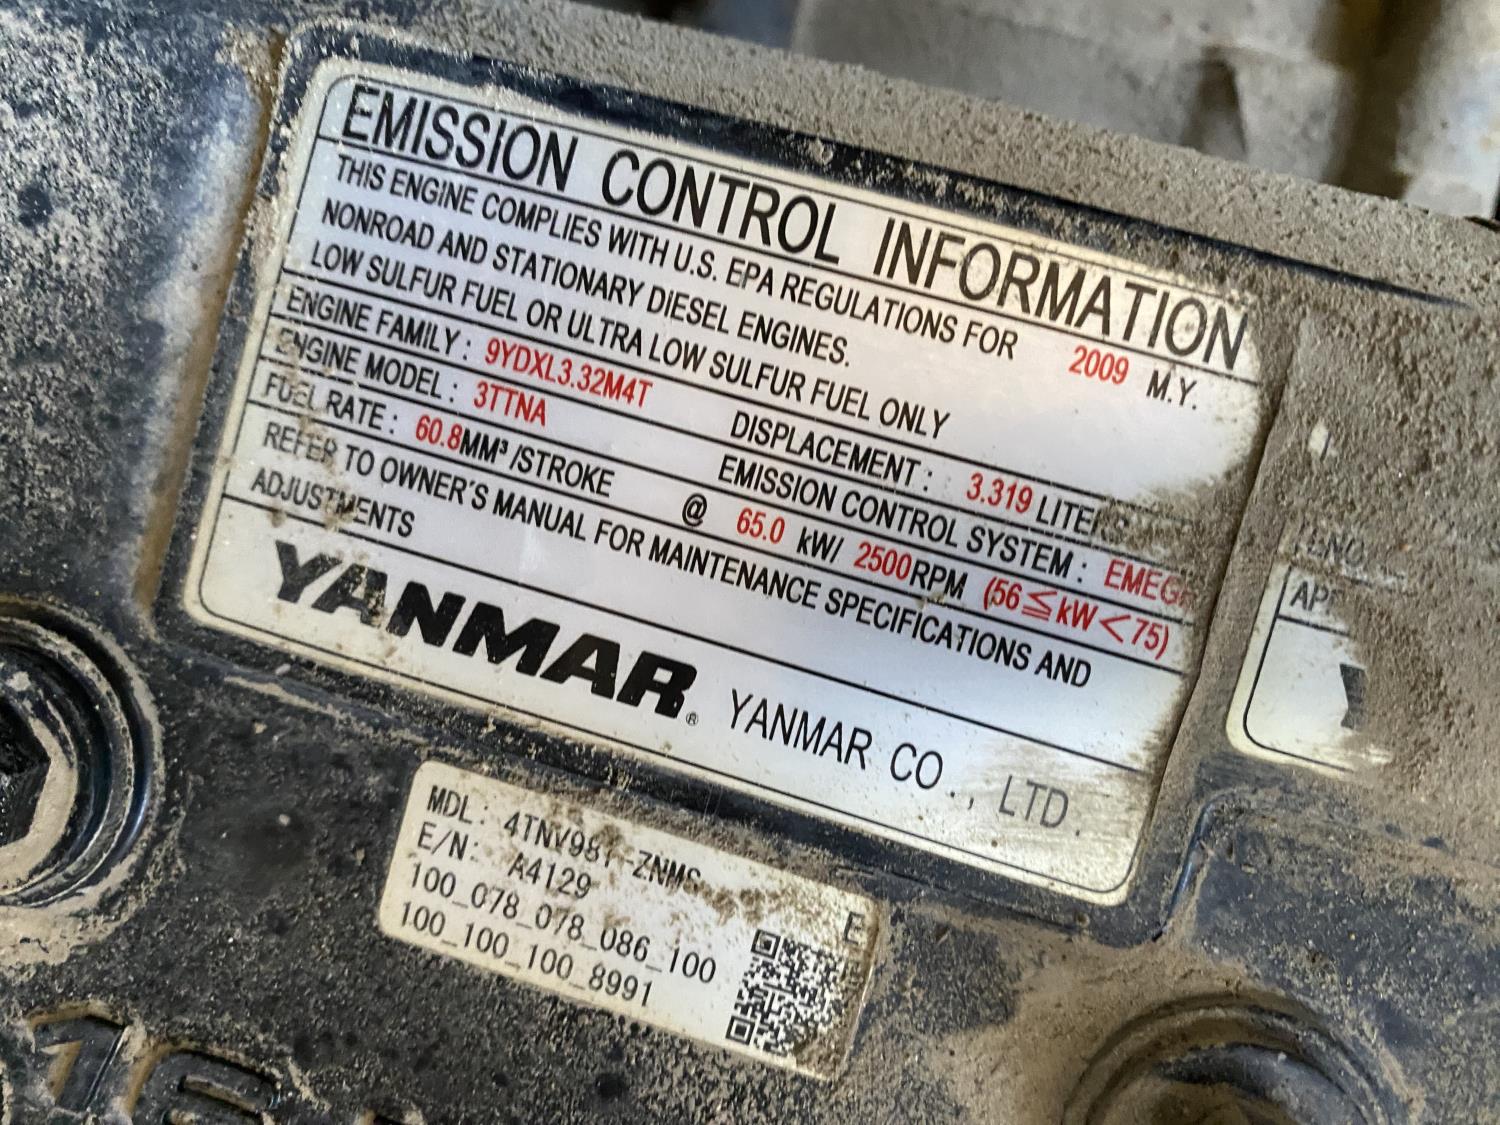 EMISSION CONTROL INFORMATION
THIS ENGINE COMPLIES WITH U.S. EPA REGULATIONS FOR 2009 M.Y.
NONROAD AND STATIONARY DIESEL ENGINES.
LOW SULFUR FUEL OR ULTRA LOW SULFUR FUEL ONLY
ENGINE FAMILY : 9YDXL3.32M4T DISPLACEMENT : 3.319 LITERS
ENGINE MODEL : 3TTNA EMISSION CONTROL SYSTEM :
FUEL RATE : 60.8MM³/STROKE @ 65.0 kW/ 2500RPM (56≦kW<75)
REFER TO OWNER'S MANUAL FOR MAINTENANCE SPECIFICATIONS AND
ADJUSTMENTS
YANMAR® YANMAR CO., LTD.
MDL:
E/N: A4129 E
100_078_078_086_100
100_100_100_8991
16